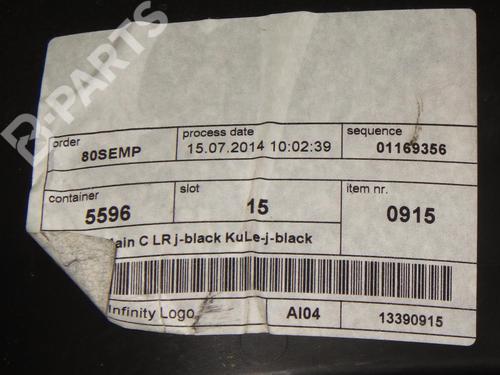 B-PARTS
order process date sequence
80SEMP 15.07.2014 10:02:39 01169356
container slot item nr.
5596 15 0915
C LR j-black KuLe-j-black
Infinity Logo AI04 13390915